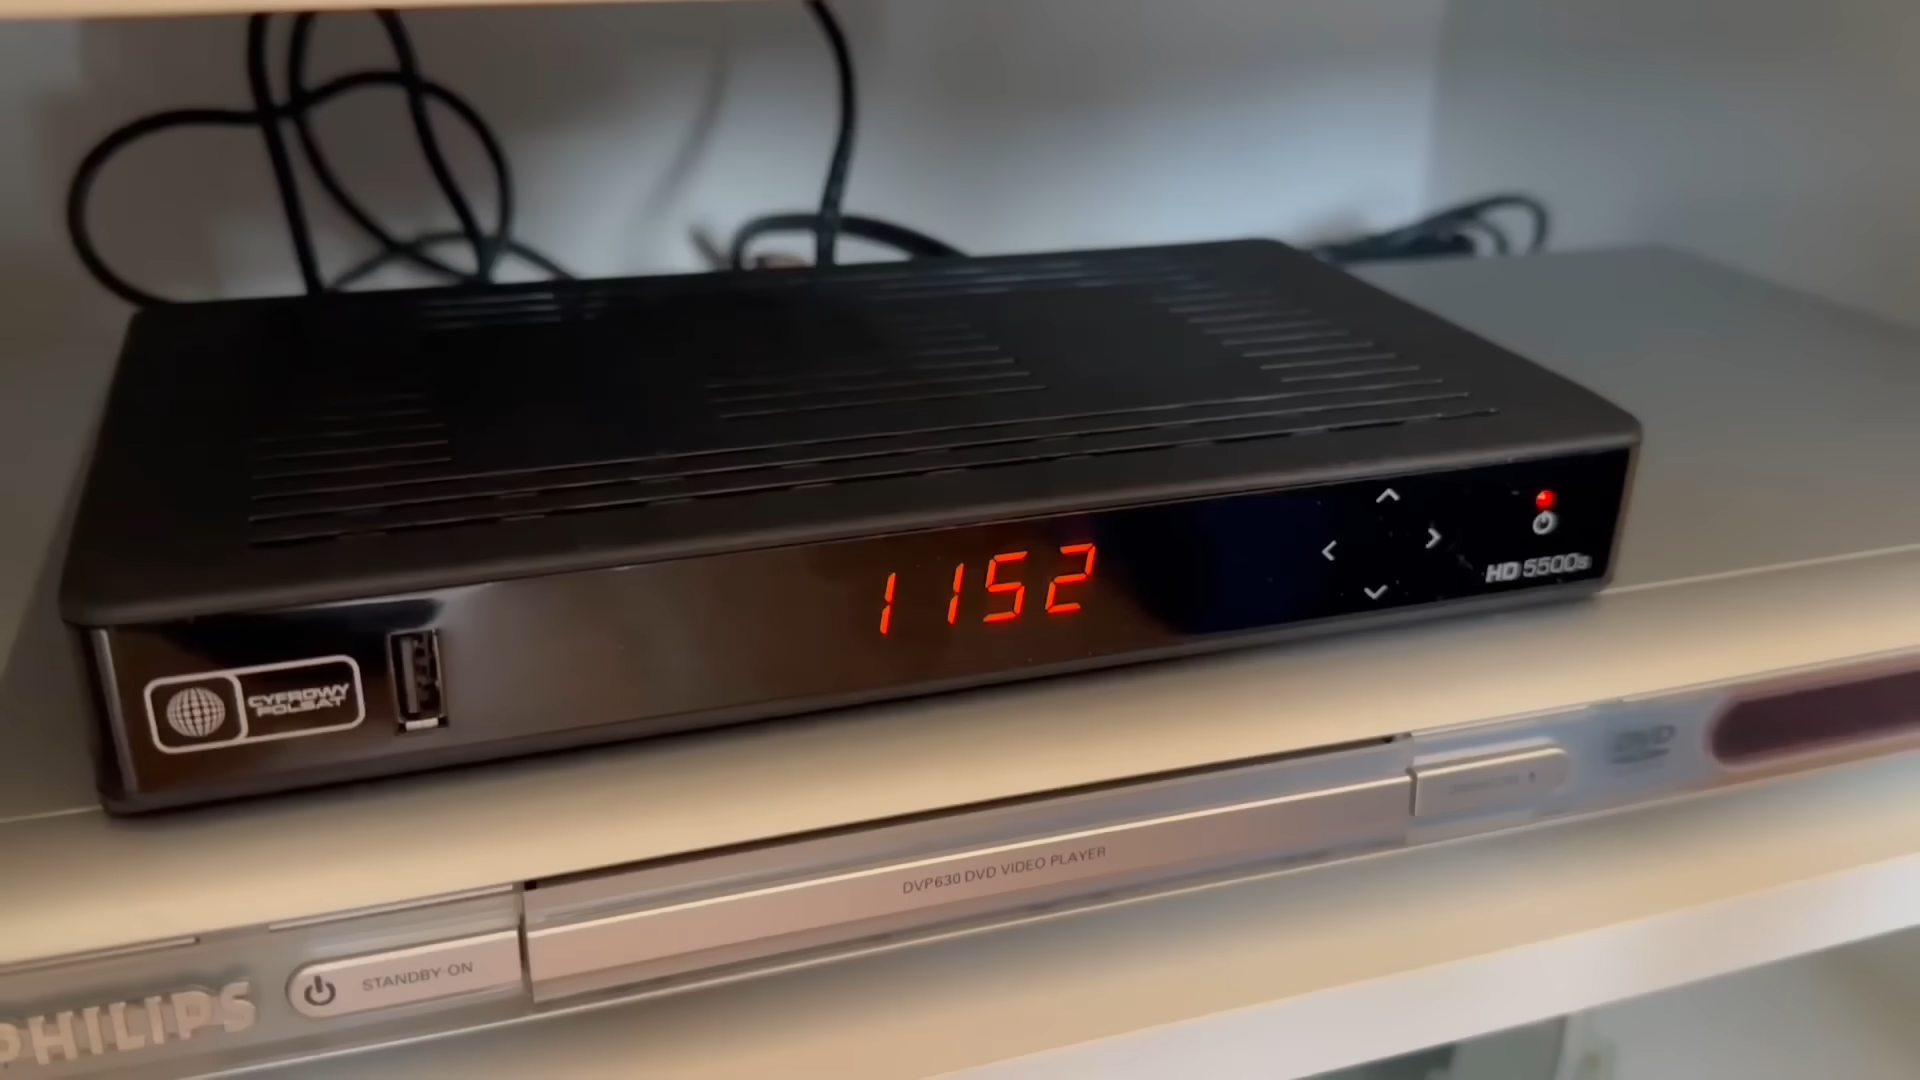 1152
HD 5500s
CYFROWY
POLSAT
DVD
DVP630 DVD VIDEO PLAYER
STANDBY-ON
PHILIPS